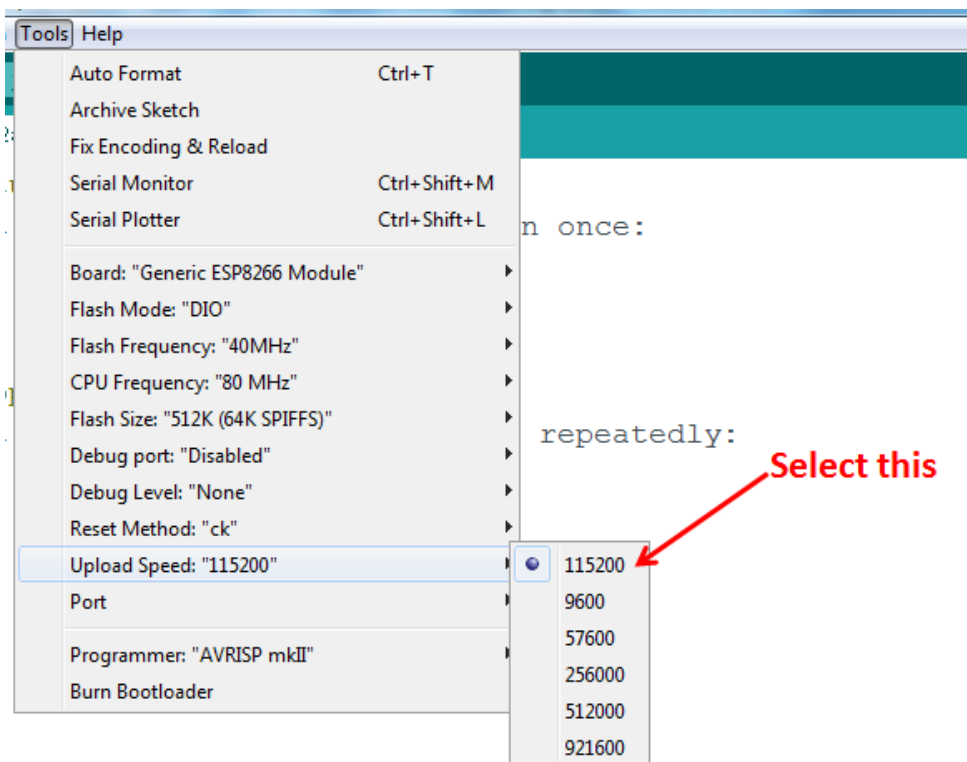 Tools Help
Auto Format Ctrl+T
Archive Sketch
Fix Encoding & Reload
Serial Monitor Ctrl+Shift+M
Serial Plotter Ctrl+Shift+L
n once:
Board: "Generic ESP8266 Module"
Flash Mode: "DIO"
Flash Frequency: "40MHz"
CPU Frequency: "80 MHz"
Flash Size: "512K (64K SPIFFS)"
repeatedly:
Debug port: "Disabled"
Select this
Debug Level: "None"
Reset Method: "ck"
Upload Speed: "115200"
115200
Port
9600
57600
Programmer: "AVRISP mkII"
256000
Burn Bootloader
512000
921600